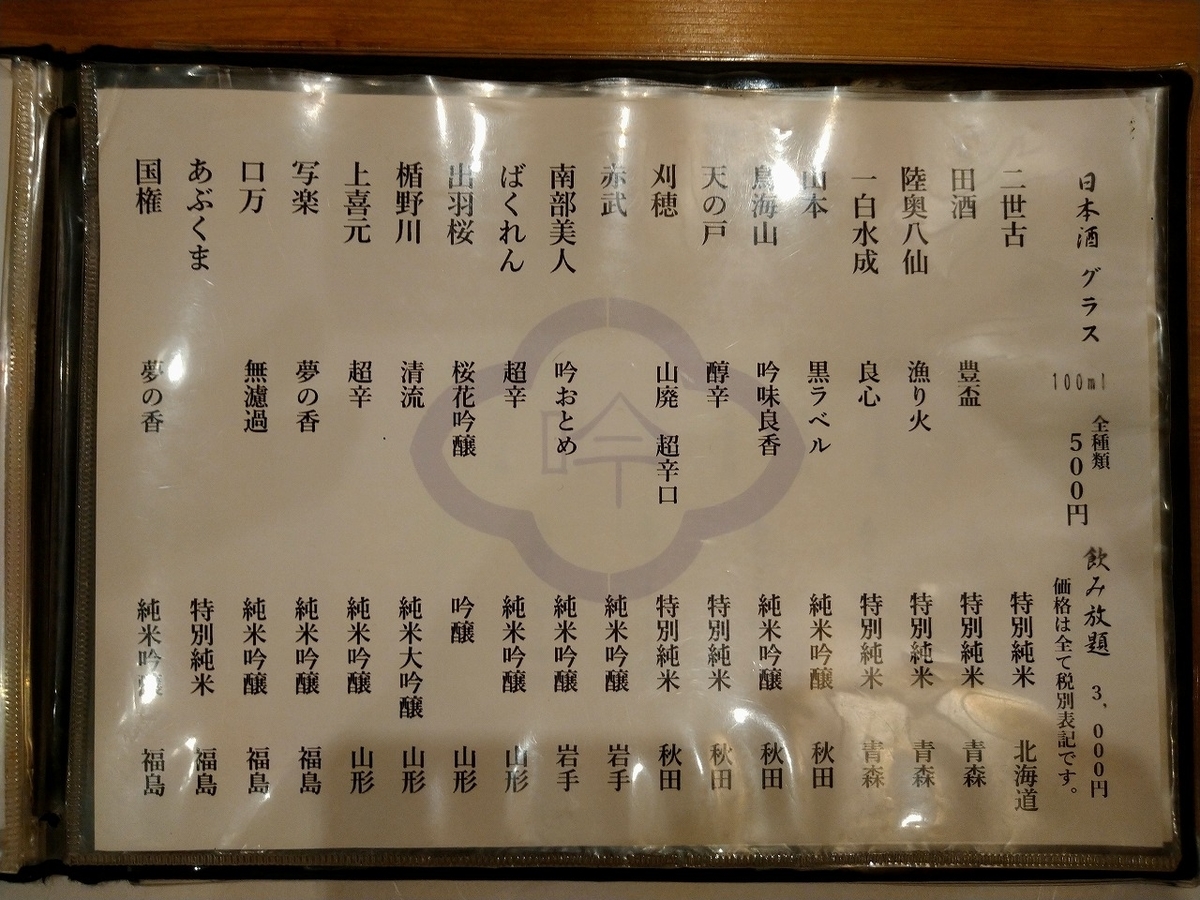 日本酒 グラス 100ml 全種類 500円 飲み放題 3,000円
価格は全て税別表記です。
二世古 特別純米 北海道
田酒 豊盃 特別純米 青森
陸奥八仙 漁り火 特別純米 青森
一白水成 良心 特別純米 青森
山本 黒ラベル 純米吟醸 秋田
鳥海山 吟味良香 純米吟醸 秋田
天の戸 醇辛 特別純米 秋田
刈穂 山廃 超辛口 特別純米 秋田
赤武 純米吟醸 岩手
南部美人 吟おとめ 純米吟醸 岩手
ばくれん 超辛 純米吟醸 山形
出羽桜 桜花吟醸 吟醸 山形
楯野川 清流 純米大吟醸 山形
上喜元 超辛 純米吟醸 山形
写楽 夢の香 純米吟醸 福島
口万 無濾過 純米吟醸 福島
あぶくま 特別純米 福島
国権 夢の香 純米吟醸 福島
吟